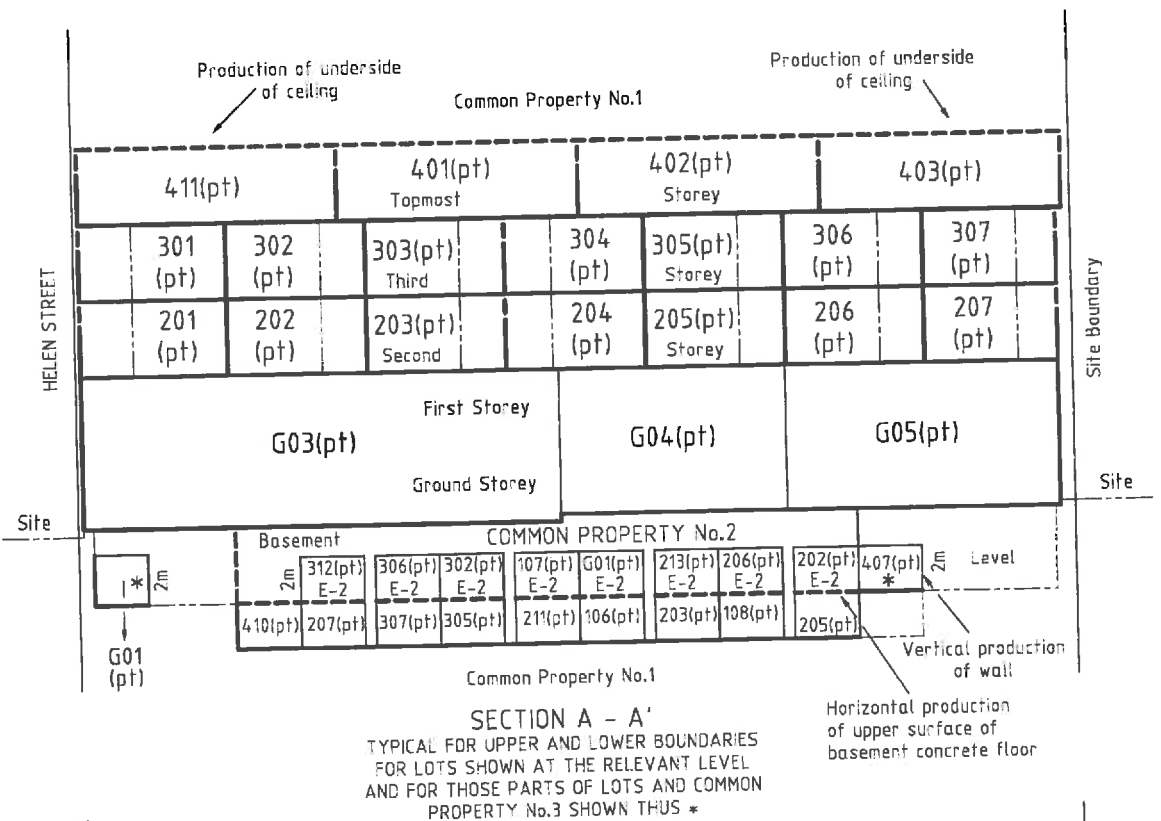 Production of underside
of ceiling
Production of underside
of ceiling
Common Property No.1
411(pt)
401(pt)
Topmost
402(pt)
Storey
403(pt)
301
(pt)
302
(pt)
303(pt)
Third
304
(pt)
305(pt)
Storey
306
(pt)
307
(pt)
HELEN STREET
Site Boundary
201
(pt)
202
(pt)
203(pt)
Second
204
(pt)
205(pt)
Storey
206
(pt)
207
(pt)
First Storey
G03(pt)
G04(pt)
G05(pt)
Ground Storey
Site
Site
Basement
COMMON PROPERTY No.2
*
2m
2m
312(pt)
E-2
306(pt)
E-2
302(pt)
E-2
107(pt)
E-2
G01(pt)
E-2
213(pt)
E-2
206(pt)
E-2
202(pt)
E-2
407(pt)
*
2m
Level
410(pt)
207(pt)
307(pt)
305(pt)
211(pt)
106(pt)
203(pt)
108(pt)
205(pt)
G01
(pt)
Common Property No.1
Vertical production
of wall
Horizontal production
of upper surface of
basement concrete floor
SECTION A - A'
TYPICAL FOR UPPER AND LOWER BOUNDARIES
FOR LOTS SHOWN AT THE RELEVANT LEVEL
AND FOR THOSE PARTS OF LOTS AND COMMON
PROPERTY No.3 SHOWN THUS *